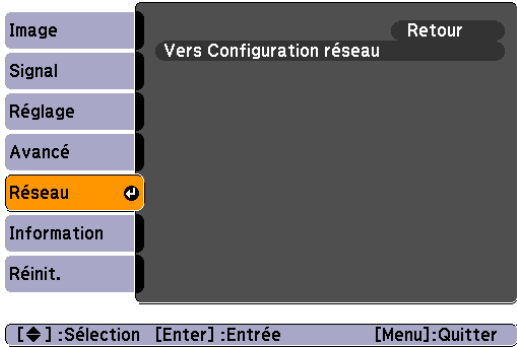 Image
Signal
Réglage
Avancé
Réseau
Information
Réinit.
Retour
Vers Configuration réseau
[◆] :Sélection [Enter] :Entrée [Menu]:Quitter